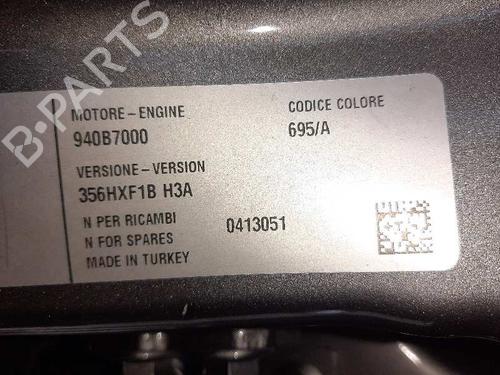 B-PARTS
MOTORE - ENGINE
940B7000
CODICE COLORE
695/A
VERSIONE - VERSION
356HXF1B H3A
N PER RICAMBI
N FOR SPARES
0413051
MADE IN TURKEY